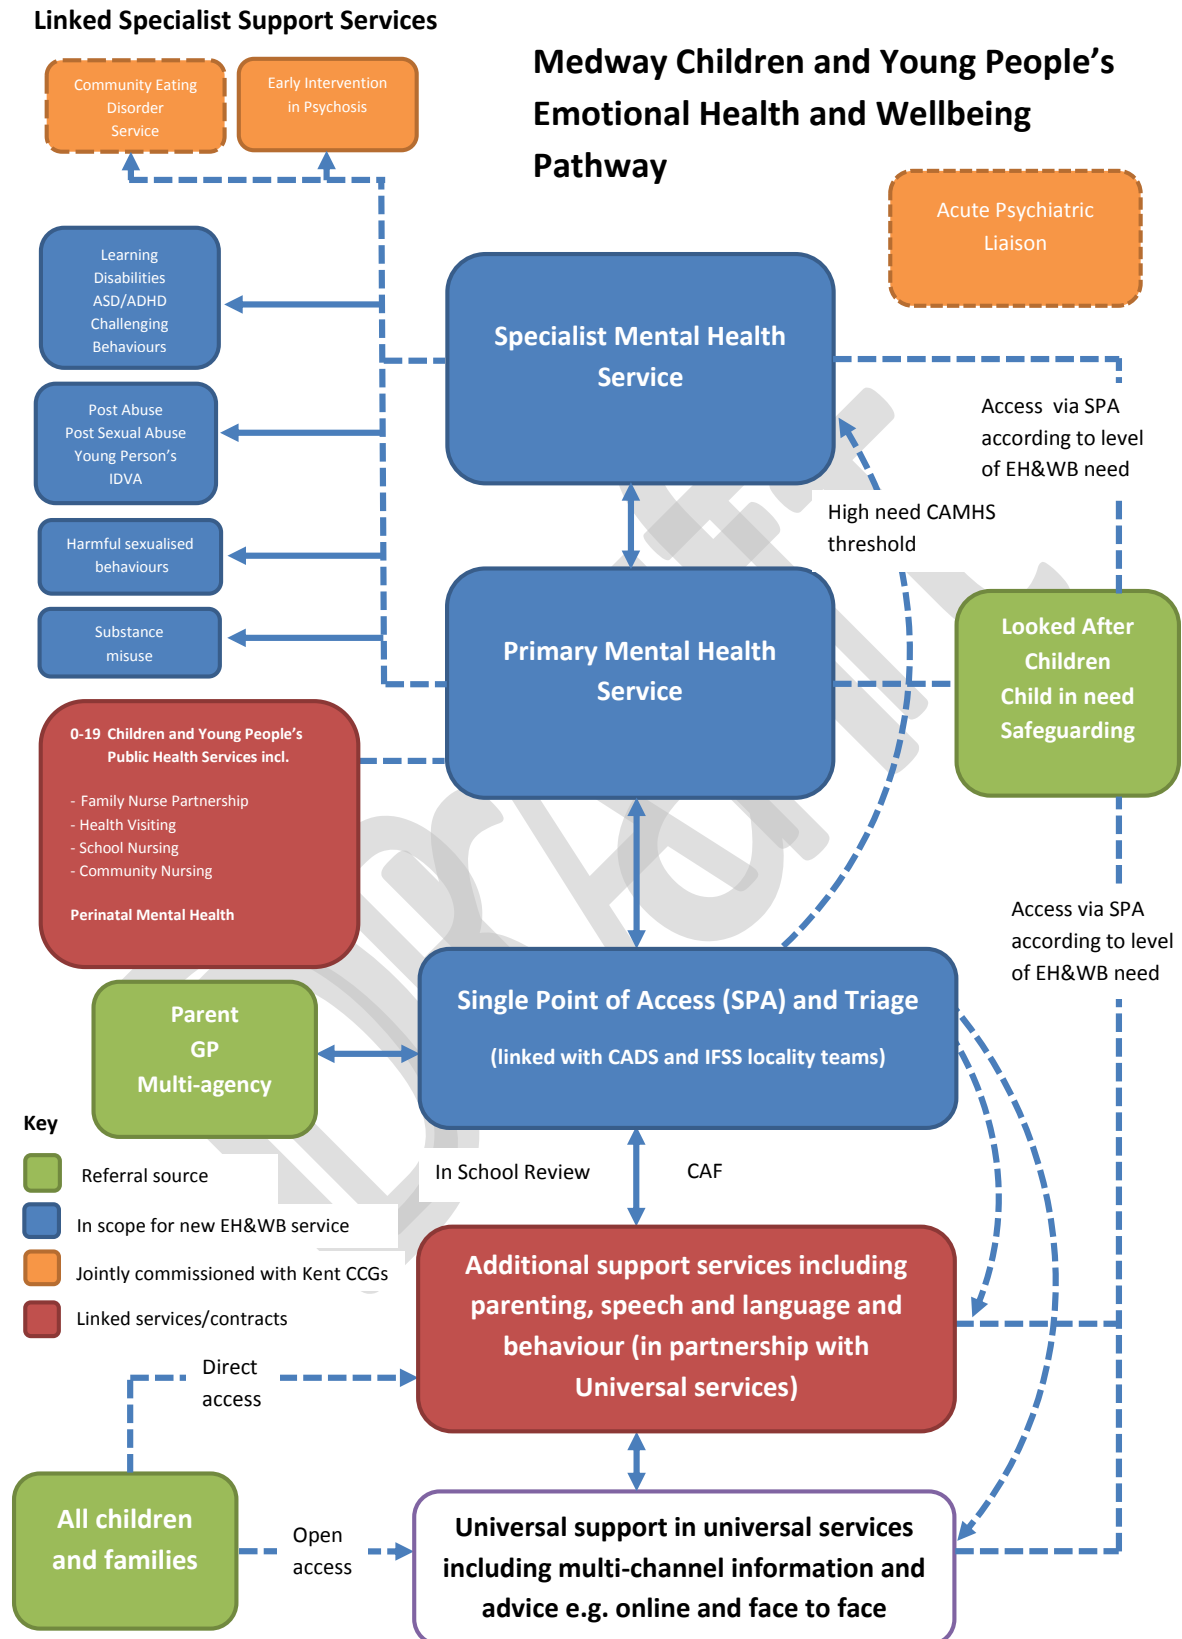 Linked Specialist Support Services
Medway Children and Young People's
Emotional Health and Wellbeing
Pathway
Community Eating
Disorder
Service
Early Intervention
in Psychosis
Acute Psychiatric
Liaison
Learning
Disabilities
ASD/ADHD
Challenging
Behaviours
Specialist Mental Health
Service
Post Abuse
Post Sexual Abuse
Young Person's
IDVA
Access via SPA
according to level
of EH&WB need
High need CAMHS
threshold
Harmful sexualised
behaviours
Substance
misuse
Primary Mental Health
Service
Looked After
Children
Child in need
Safeguarding
0-19 Children and Young People's
Public Health Services incl.
- Family Nurse Partnership
- Health Visiting
- School Nursing
- Community Nursing
Perinatal Mental Health
Access via SPA
according to level
of EH&WB need
Single Point of Access (SPA) and Triage
(linked with CADS and IFSS locality teams)
Parent
GP
Multi-agency
Key
Referral source
In scope for new EH&WB service
Jointly commissioned with Kent CCGs
Linked services/contracts
In School Review
CAF
Additional support services including
parenting, speech and language and
behaviour (in partnership with
Universal services)
Direct
access
All children
and families
Open
access
Universal support in universal services
including multi-channel information and
advice e.g. online and face to face
Draft